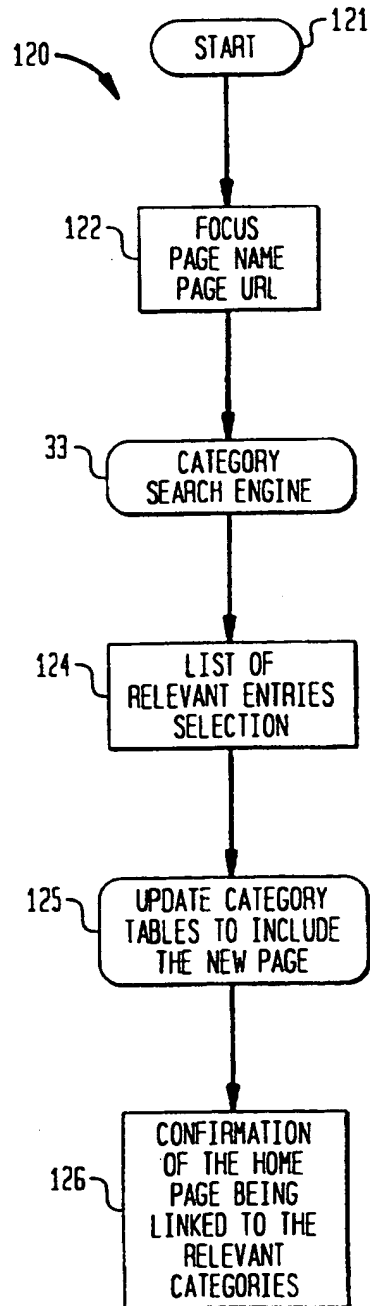 121
START
120
122
FOCUS
PAGE NAME
PAGE URL
33
CATEGORY
SEARCH ENGINE
124
LIST OF
RELEVANT ENTRIES
SELECTION
125
UPDATE CATEGORY
TABLES TO INCLUDE
THE NEW PAGE
126
CONFIRMATION
OF THE HOME
PAGE BEING
LINKED TO THE
RELEVANT
CATEGORIES